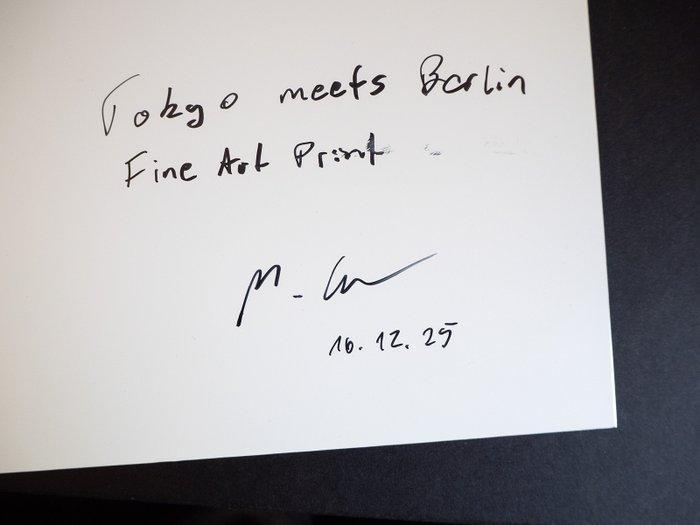 Tokyo meets Berlin
Fine Art Print
16.12.25